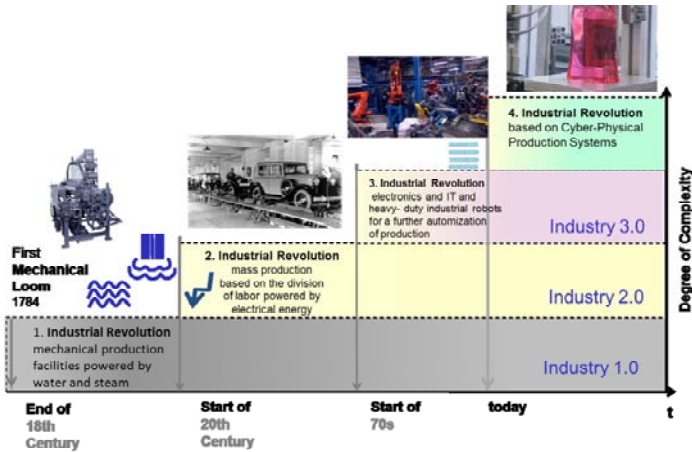 4. Industrial Revolution
based on Cyber-Physical
Production Systems
3. Industrial Revolution
electronics and IT and
heavy- duty industrial robots
for a further automization
of production
Industry 3.0
2. Industrial Revolution
mass production
based on the division
of labor powered by
electrical energy
Industry 2.0
First
Mechanical
Loom
1784
1. Industrial Revolution
mechanical production
facilities powered by
water and steam
Industry 1.0
Degree of Complexity
End of
18th
Century
Start of
20th
Century
Start of
70s
today
t